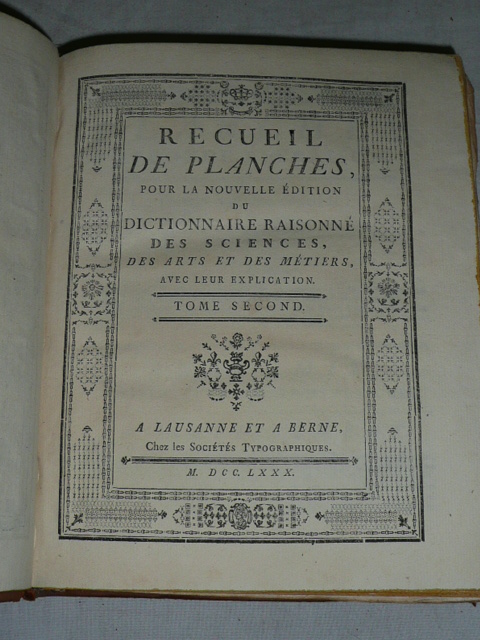 RECUEIL
DE PLANCHES,
POUR LA NOUVELLE ÉDITION
DU
DICTIONNAIRE RAISONNÉ
DES SCIENCES,
DES ARTS ET DES MÉTIERS,
AVEC LEUR EXPLICATION.
TOME SECOND.
A LAUSANNE ET A BERNE,
Chez les SOCIÉTÉS TYPOGRAPHIQUES.
M. DCC. LXXX.